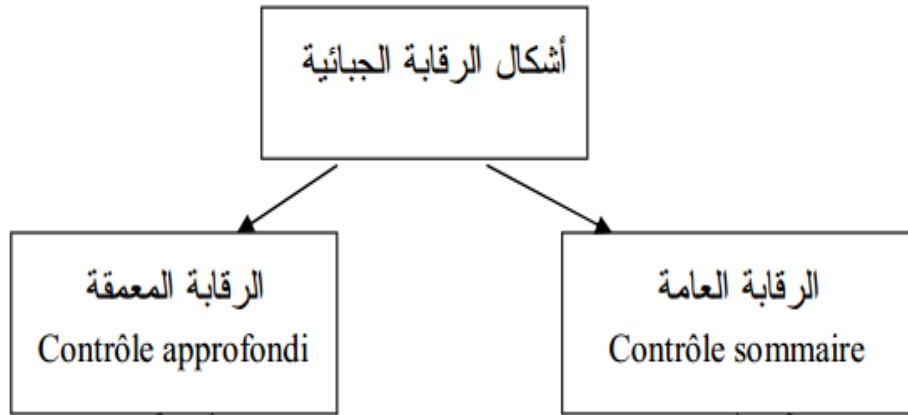 أشكال الرقابة الجبائية
الرقابة العامة
Contrôle sommaire
الرقابة المعمقة
Contrôle approfondi